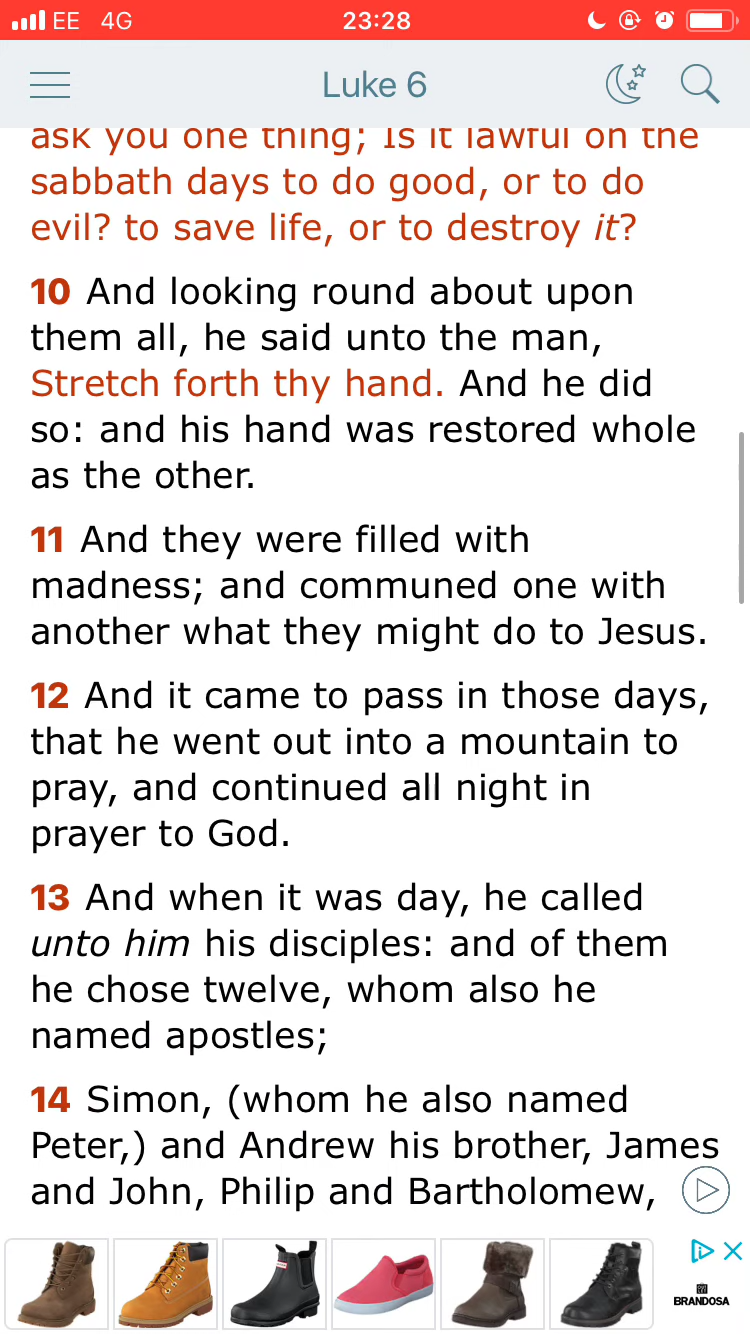 EE 4G 23:28
Luke 6
ask you one thing; Is it lawful on the
sabbath days to do good, or to do
evil? to save life, or to destroy it?
10 And looking round about upon
them all, he said unto the man,
Stretch forth thy hand. And he did
so: and his hand was restored whole
as the other.
11 And they were filled with
madness; and communed one with
another what they might do to Jesus.
12 And it came to pass in those days,
that he went out into a mountain to
pray, and continued all night in
prayer to God.
13 And when it was day, he called
unto him his disciples: and of them
he chose twelve, whom also he
named apostles;
14 Simon, (whom he also named
Peter,) and Andrew his brother, James
and John, Philip and Bartholomew,
BRANDOSA